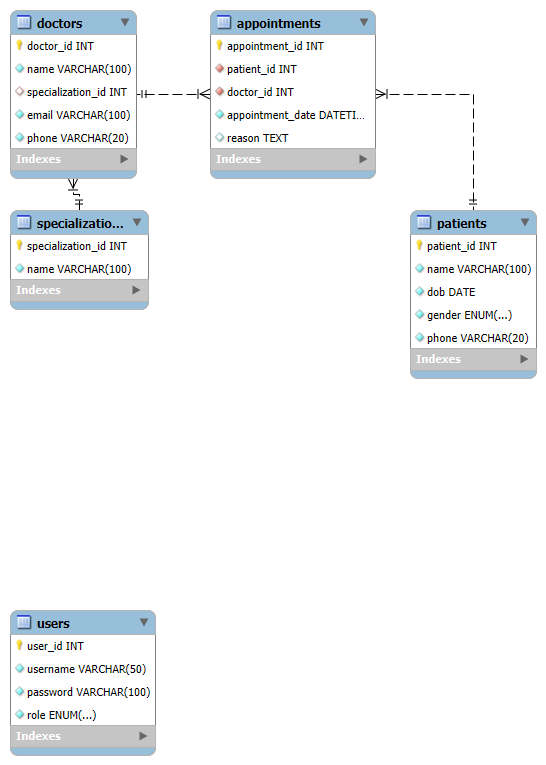 doctors
doctor_id INT
name VARCHAR(100)
specialization_id INT
email VARCHAR(100)
phone VARCHAR(20)
Indexes
appointments
appointment_id INT
patient_id INT
doctor_id INT
appointment_date DATETI...
reason TEXT
Indexes
specializatio...
specialization_id INT
name VARCHAR(100)
Indexes
patients
patient_id INT
name VARCHAR(100)
dob DATE
gender ENUM(...)
phone VARCHAR(20)
Indexes
users
user_id INT
username VARCHAR(50)
password VARCHAR(100)
role ENUM(...)
Indexes